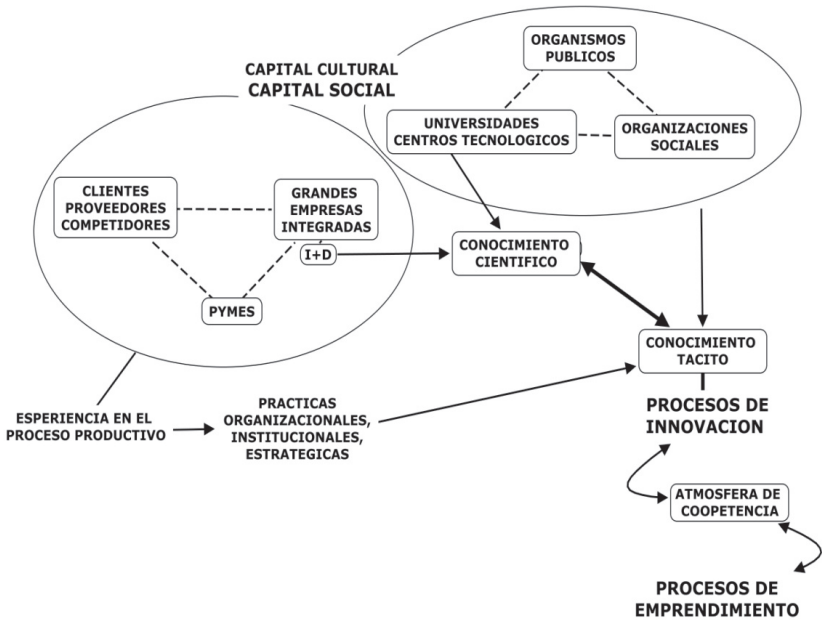 ORGANISMOS
PUBLICOS
CAPITAL CULTURAL
CAPITAL SOCIAL
UNIVERSIDADES
CENTROS TECNOLOGICOS
ORGANIZACIONES
SOCIALES
CLIENTES
PROVEEDORES
COMPETIDORES
GRANDES
EMPRESAS
INTEGRADAS
I+D
CONOCIMIENTO
CIENTIFICO
PYMES
CONOCIMIENTO
TACITO
ESPERIENCIA EN EL
PROCESO PRODUCTIVO
PRACTICAS
ORGANIZACIONALES,
INSTITUCIONALES,
ESTRATEGICAS
PROCESOS DE
INNOVACION
ATMOSFERA DE
COOPETENCIA
PROCESOS DE
EMPRENDIMIENTO